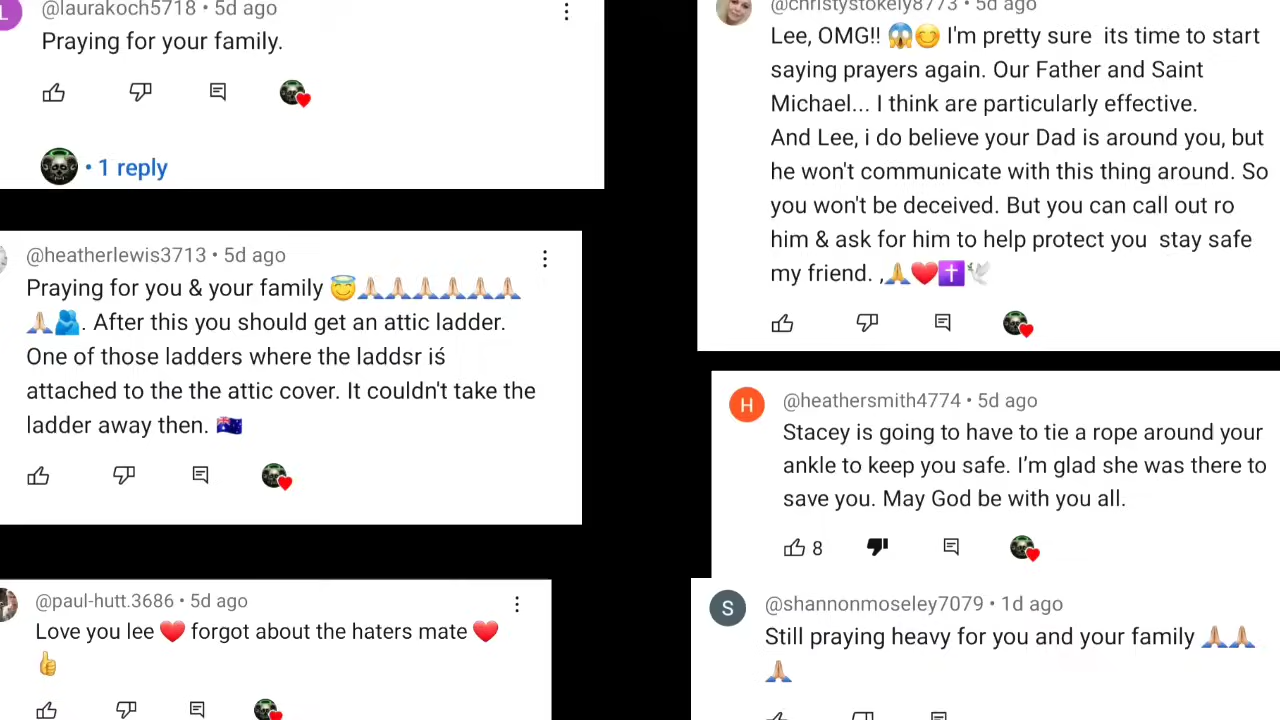 @laurakoch5718 • 5d ago
Praying for your family.
• 1 reply
@heatherlewis3713 • 5d ago
Praying for you & your family 😇🙏🏻🙏🏻🙏🏻🙏🏻🙏🏻🙏🏻
🙏🏻🫂. After this you should get an attic ladder.
One of those ladders where the laddsr iś
attached to the the attic cover. It couldn't take the
ladder away then. 🇦🇺
@paul-hutt.3686 • 5d ago
Love you lee ❤️ forgot about the haters mate ❤️
👍
@christystokely8773 • 5d ago
Lee, OMG!! 😱😊 I'm pretty sure its time to start
saying prayers again. Our Father and Saint
Michael... I think are particularly effective.
And Lee, i do believe your Dad is around you, but
he won't communicate with this thing around. So
you won't be deceived. But you can call out ro
him & ask for him to help protect you stay safe
my friend. ,🙏❤️✝️🕊️
H
@heathersmith4774 • 5d ago
Stacey is going to have to tie a rope around your
ankle to keep you safe. I’m glad she was there to
save you. May God be with you all.
8
S
@shannonmoseley7079 • 1d ago
Still praying heavy for you and your family 🙏🏼🙏🏼
🙏🏼